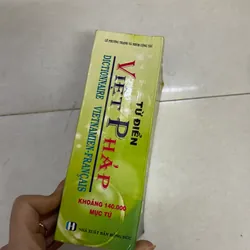 TỪ ĐIỂN
VIỆT PHÁP
DICTIONNAIRE VIETNAMIEN-FRANÇAIS
KHOẢNG 140.000
MỤC TỪ